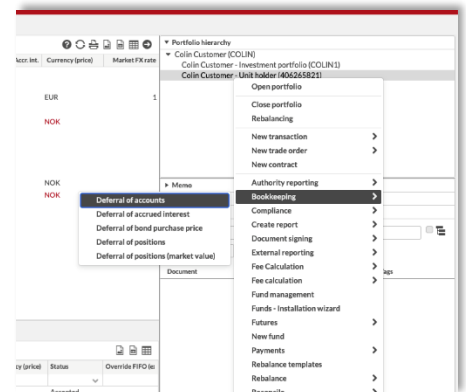 Accr. int. Currency (price) Market FX rate
EUR 1
NOK
NOK
NOK
Portfolio hierarchy
Colin Customer (COLIN)
Colin Customer - Investment portfolio (COLIN1)
Colin Customer - Unit holder (406265821)
Open portfolio
Close portfolio
Rebalancing
New transaction
New trade order
New contract
Memo
Authority reporting
Bookkeeping
Compliance
Create report
Document signing
External reporting
Fee Calculation
Fee calculation
Fund management
Funds - Installation wizard
Futures
New fund
Payments
Rebalance templates
Rebalance
Reconcile
Deferral of accounts
Deferral of accrued interest
Deferral of bond purchase price
Deferral of positions
Deferral of positions (market value)
Document
(price) Status Override FIFO
Accepted